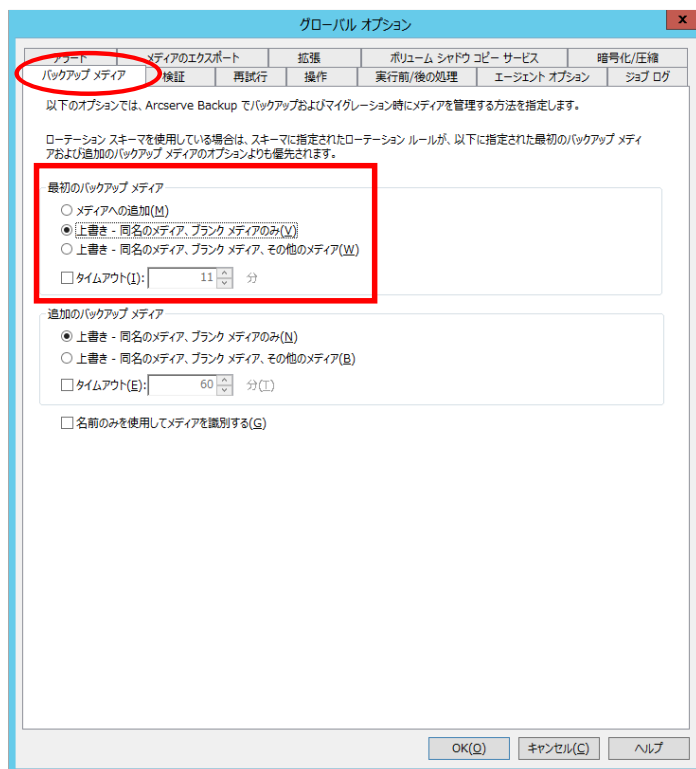 グローバル オプション
x
アラート メディアのエクスポート 拡張 ボリューム シャドウ コピー サービス 暗号化/圧縮
バックアップ メディア 検証 再試行 操作 実行前/後の処理 エージェント オプション ジョブ ログ
以下のオプションでは、Arcserve Backup でバックアップおよびマイグレーション時にメディアを管理する方法を指定します。
ローテーション スキーマを使用している場合は、スキーマに指定されたローテーション ルールが、以下に指定された最初のバックアップ メディ
アおよび追加のバックアップ メディアのオプションよりも優先されます。
最初のバックアップ メディア
メディアへの追加(M)
上書き - 同名のメディア、ブランク メディアのみ(V)
上書き - 同名のメディア、ブランク メディア、その他のメディア(W)
タイムアウト(I): 11 分
追加のバックアップ メディア
上書き - 同名のメディア、ブランク メディアのみ(N)
上書き - 同名のメディア、ブランク メディア、その他のメディア(B)
タイムアウト(E): 60 分(T)
名前のみを使用してメディアを識別する(G)
OK(O) キャンセル(C) ヘルプ